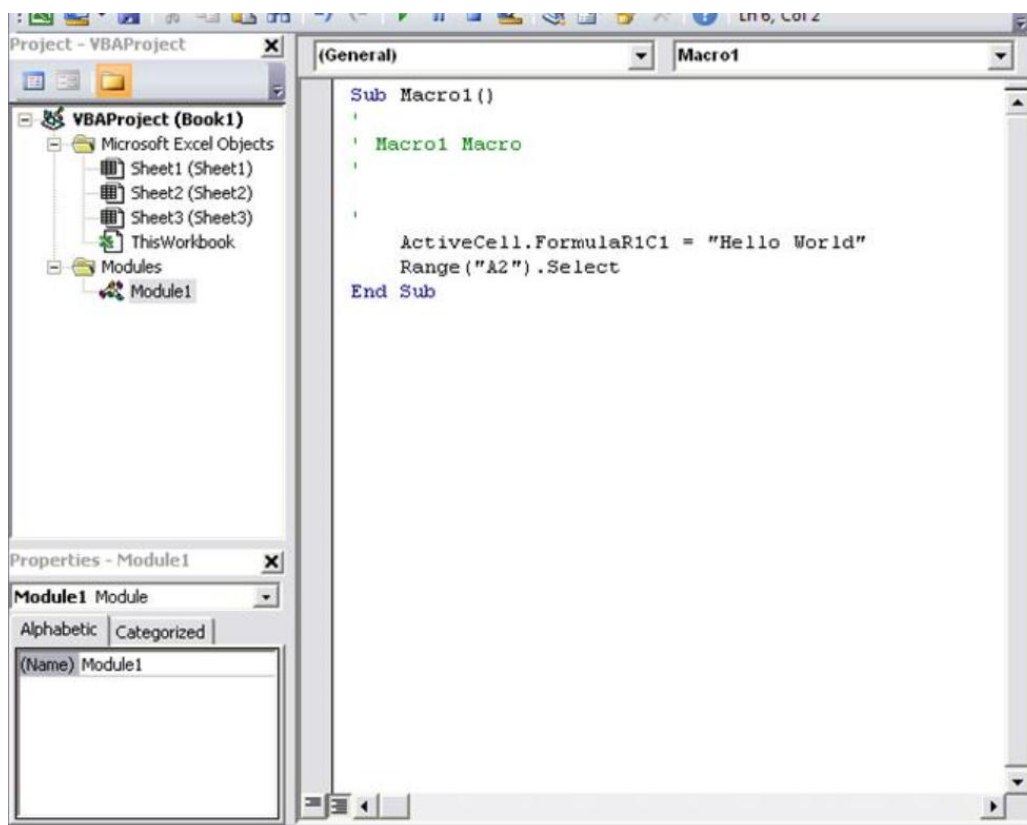 Ln 6, Col 2
Project - VBAProject
(General)
Macro1
VBAProject (Book1)
Microsoft Excel Objects
Sheet1 (Sheet1)
Sheet2 (Sheet2)
Sheet3 (Sheet3)
ThisWorkbook
Modules
Module1
Sub Macro1()
'
' Macro1 Macro
'
'
ActiveCell.FormulaR1C1 = "Hello World"
Range("A2").Select
End Sub
Properties - Module1
Module1 Module
Alphabetic
Categorized
(Name) Module1